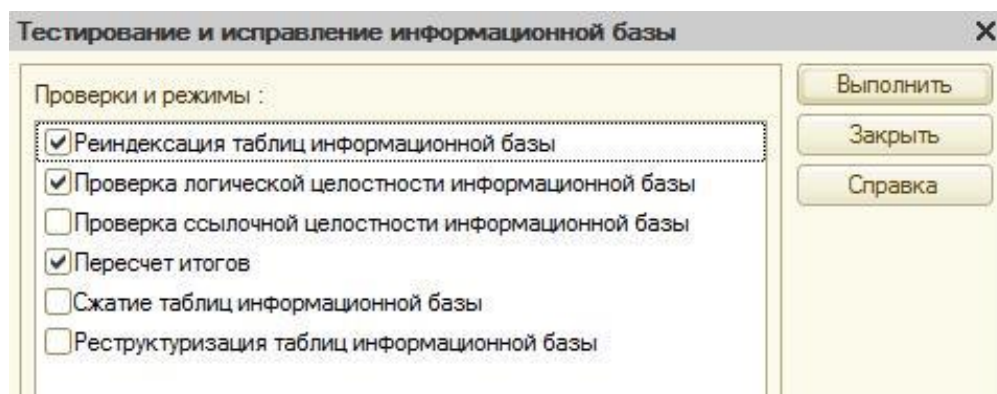 Тестирование и исправление информационной базы
Проверки и режимы :
Реиндексация таблиц информационной базы
Проверка логической целостности информационной базы
Проверка ссылочной целостности информационной базы
Пересчет итогов
Сжатие таблиц информационной базы
Реструктуризация таблиц информационной базы
Выполнить
Закрыть
Справка